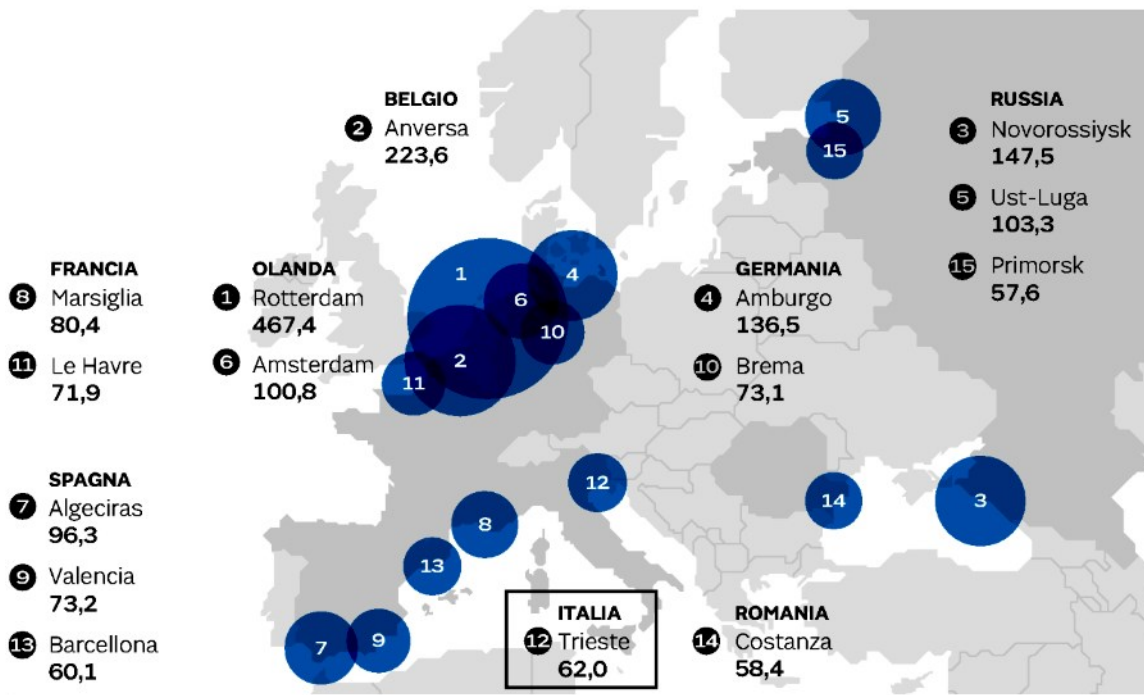 BELGIO
2 Anversa
223,6
RUSSIA
3 Novorossiysk
147,5
5 Ust-Luga
103,3
15 Primorsk
57,6
FRANCIA
8 Marsiglia
80,4
11 Le Havre
71,9
OLANDA
1 Rotterdam
467,4
6 Amsterdam
100,8
GERMANIA
4 Amburgo
136,5
10 Brema
73,1
SPAGNA
7 Algeciras
96,3
9 Valencia
73,2
13 Barcellona
60,1
ITALIA
12 Trieste
62,0
ROMANIA
14 Costanza
58,4
5
15
1
4
6
10
2
11
12
8
13
14
3
7
9